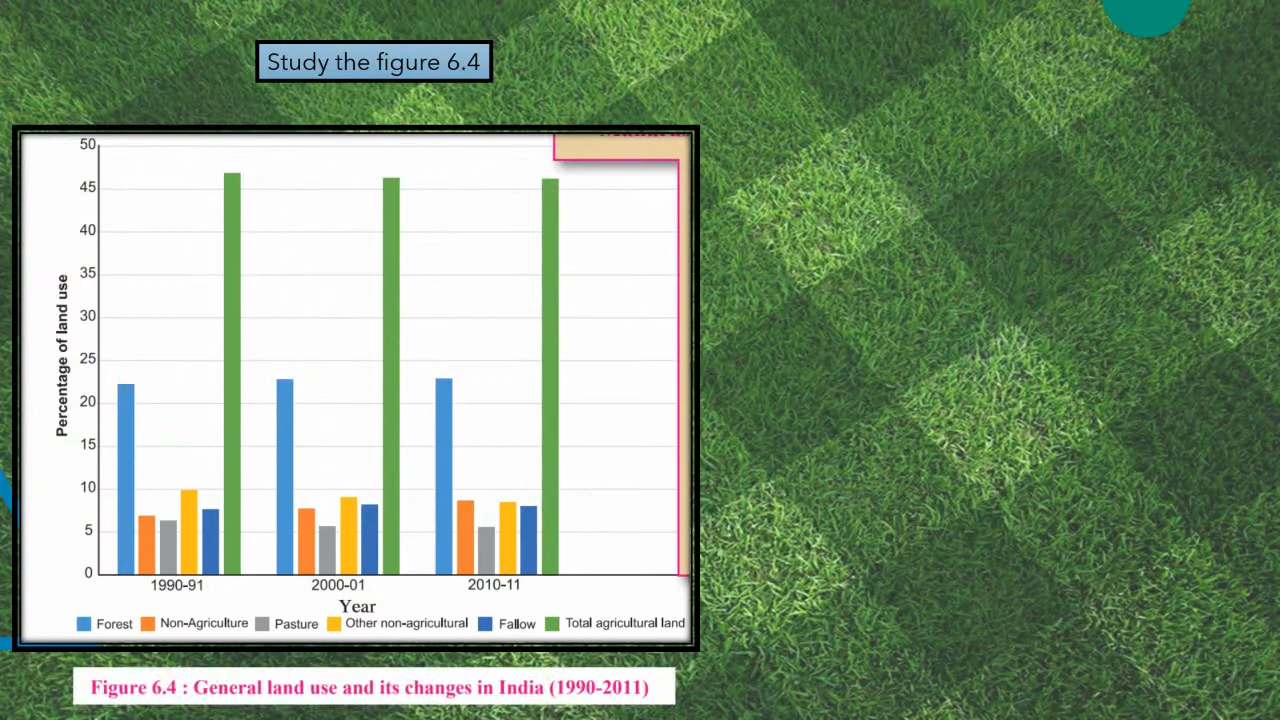 Study the figure 6.4
50
45
40
35
30
25
20
15
10
5
0
Percentage of land use
1990-91 2000-01 2010-11
Year
Forest Non-Agriculture Pasture Other non-agricultural Fallow Total agricultural land
Figure 6.4 : General land use and its changes in India (1990-2011)